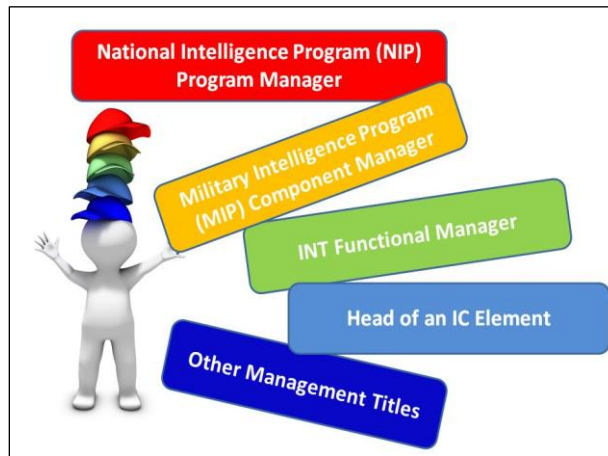 National Intelligence Program (NIP)
Program Manager
Military Intelligence Program
(MIP) Component Manager
INT Functional Manager
Head of an IC Element
Other Management Titles